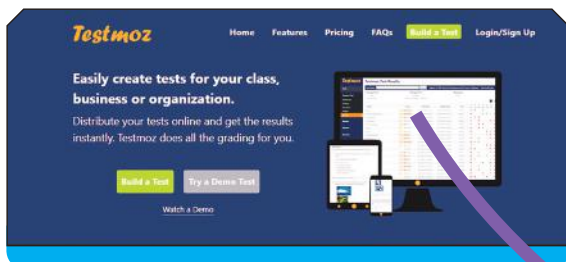 Testmoz
Home Features Pricing FAQs Build a Test Login/Sign Up
Easily create tests for your class,
business or organization.
Distribute your tests online and get the results
instantly. Testmoz does all the grading for you.
Build a Test Try a Demo Test
Watch a Demo